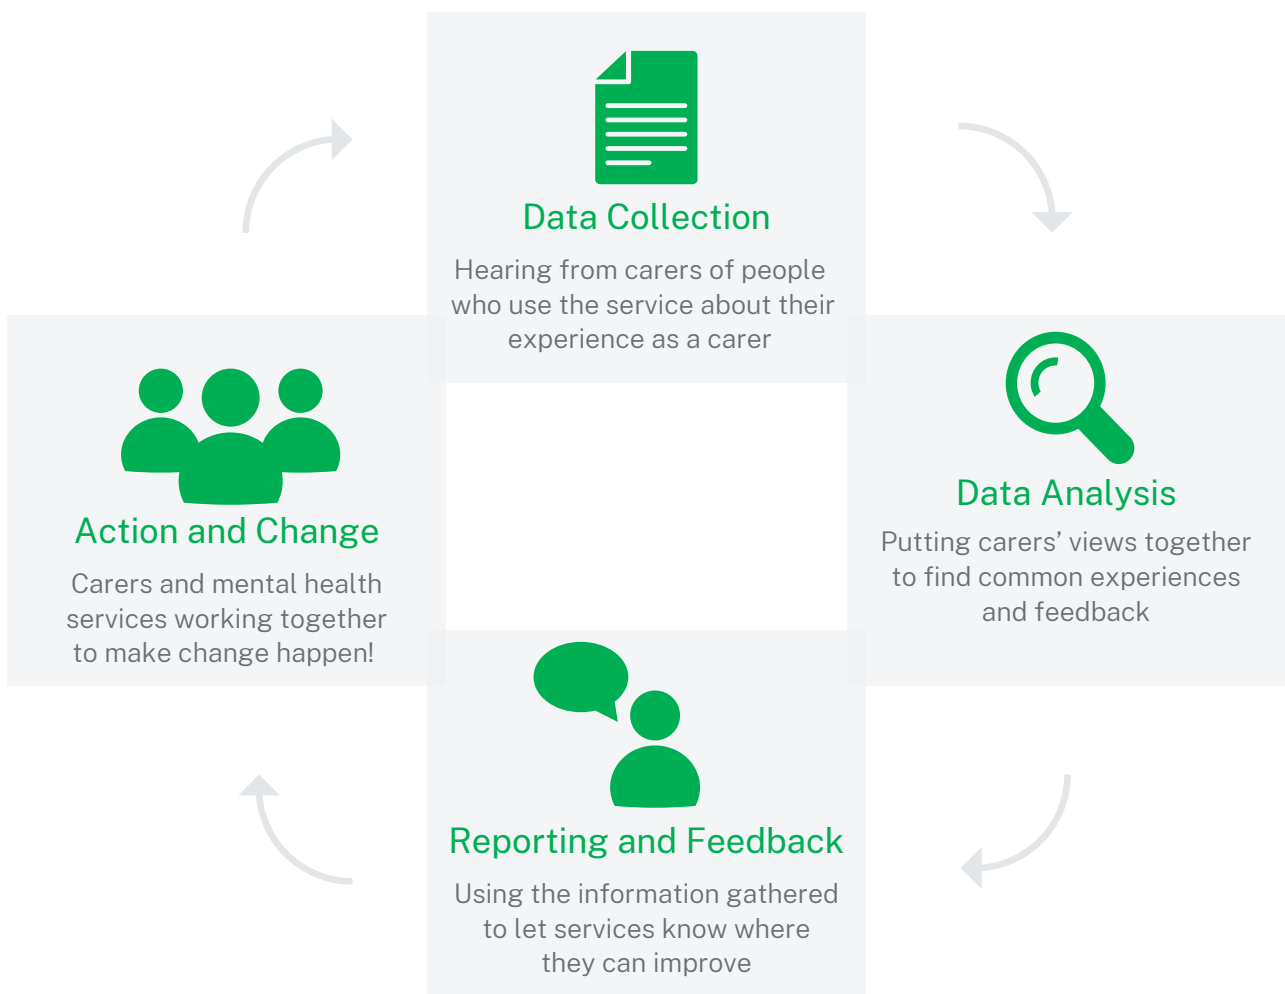 Data Collection
Hearing from carers of people
who use the service about their
experience as a carer
Data Analysis
Putting carers’ views together
to find common experiences
and feedback
Reporting and Feedback
Using the information gathered
to let services know where
they can improve
Action and Change
Carers and mental health
services working together
to make change happen!